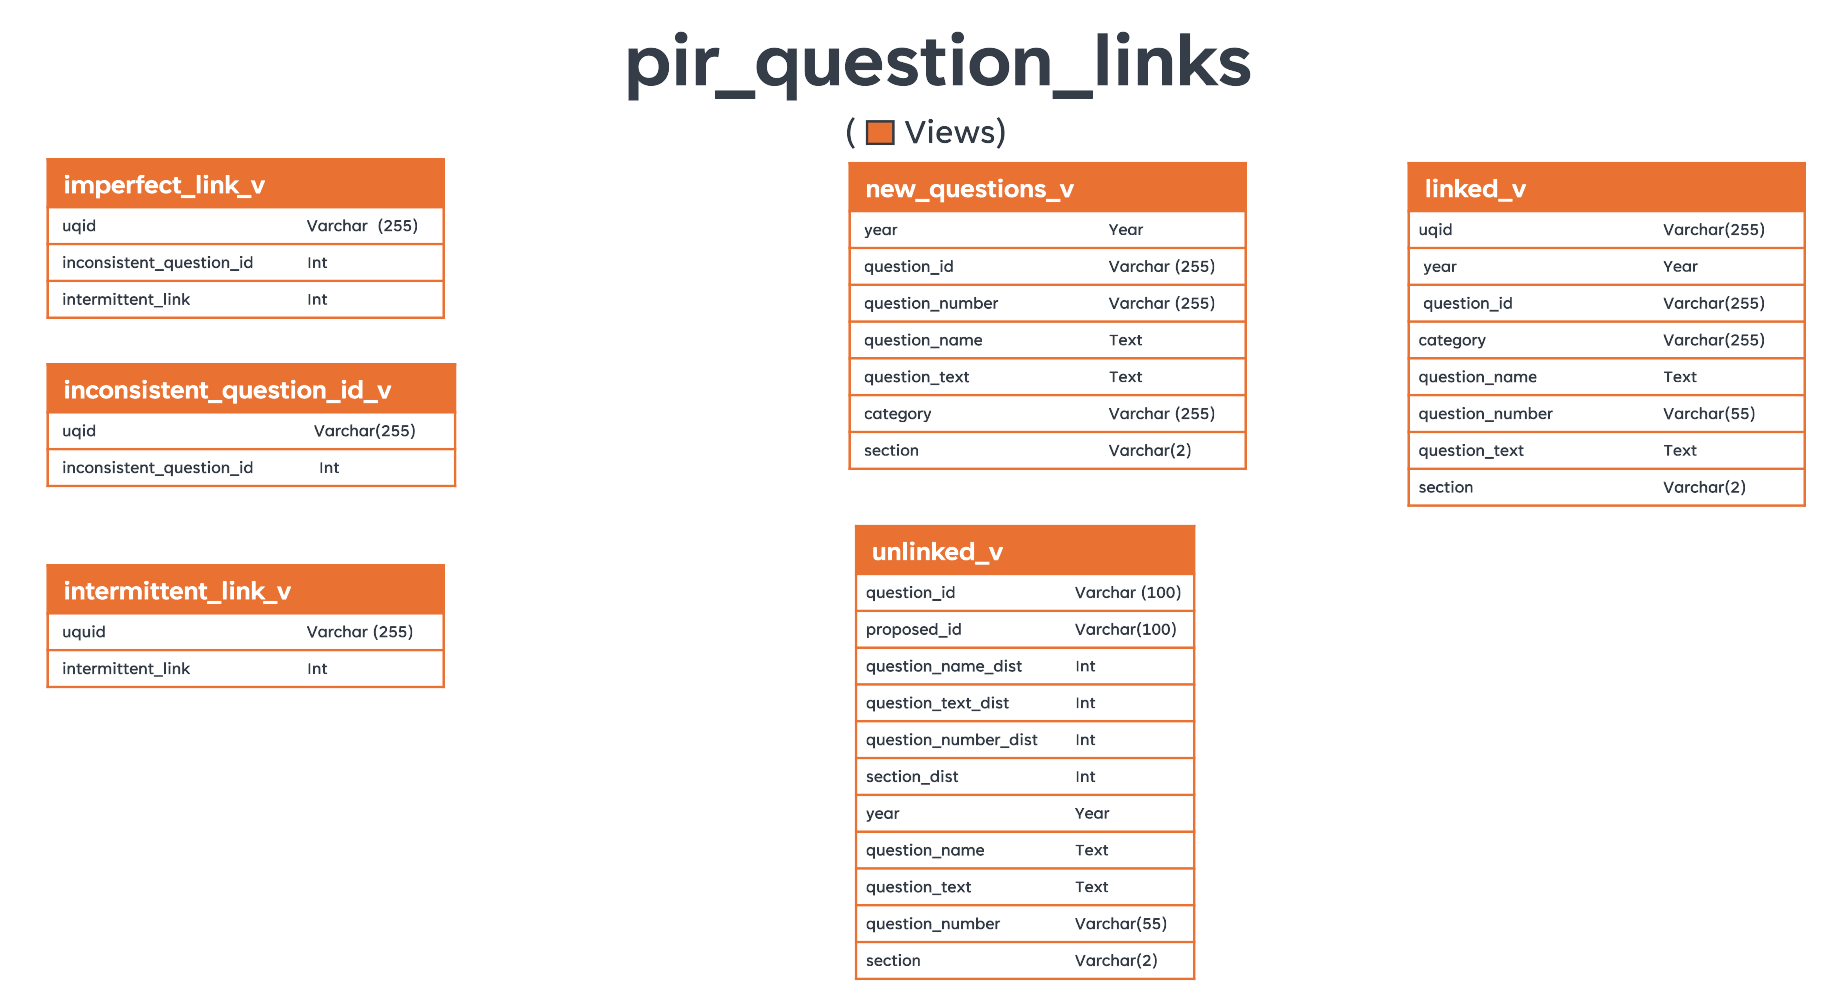 pir_question_links
( Views)
imperfect_link_v
uqid Varchar (255)
inconsistent_question_id Int
intermittent_link Int
inconsistent_question_id_v
uqid Varchar(255)
inconsistent_question_id Int
intermittent_link_v
uquid Varchar (255)
intermittent_link Int
new_questions_v
year Year
question_id Varchar (255)
question_number Varchar (255)
question_name Text
question_text Text
category Varchar (255)
section Varchar(2)
unlinked_v
question_id Varchar (100)
proposed_id Varchar(100)
question_name_dist Int
question_text_dist Int
question_number_dist Int
section_dist Int
year Year
question_name Text
question_text Text
question_number Varchar(55)
section Varchar(2)
linked_v
uqid Varchar(255)
year Year
question_id Varchar(255)
category Varchar(255)
question_name Text
question_number Varchar(55)
question_text Text
section Varchar(2)